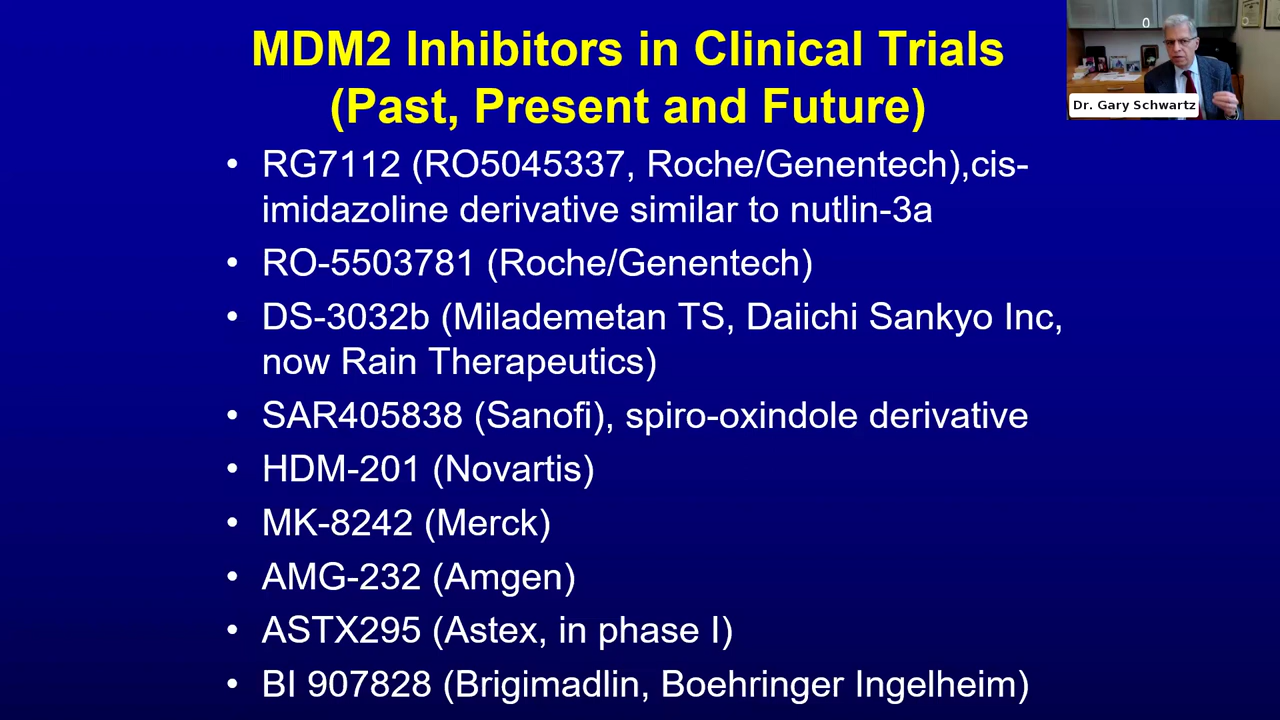 MDM2 Inhibitors in Clinical Trials
(Past, Present and Future)
Dr. Gary Schwartz
• RG7112 (RO5045337, Roche/Genentech),cis-
imidazoline derivative similar to nutlin-3a
• RO-5503781 (Roche/Genentech)
• DS-3032b (Milademetan TS, Daiichi Sankyo Inc,
now Rain Therapeutics)
• SAR405838 (Sanofi), spiro-oxindole derivative
• HDM-201 (Novartis)
• MK-8242 (Merck)
• AMG-232 (Amgen)
• ASTX295 (Astex, in phase I)
• BI 907828 (Brigimadlin, Boehringer Ingelheim)